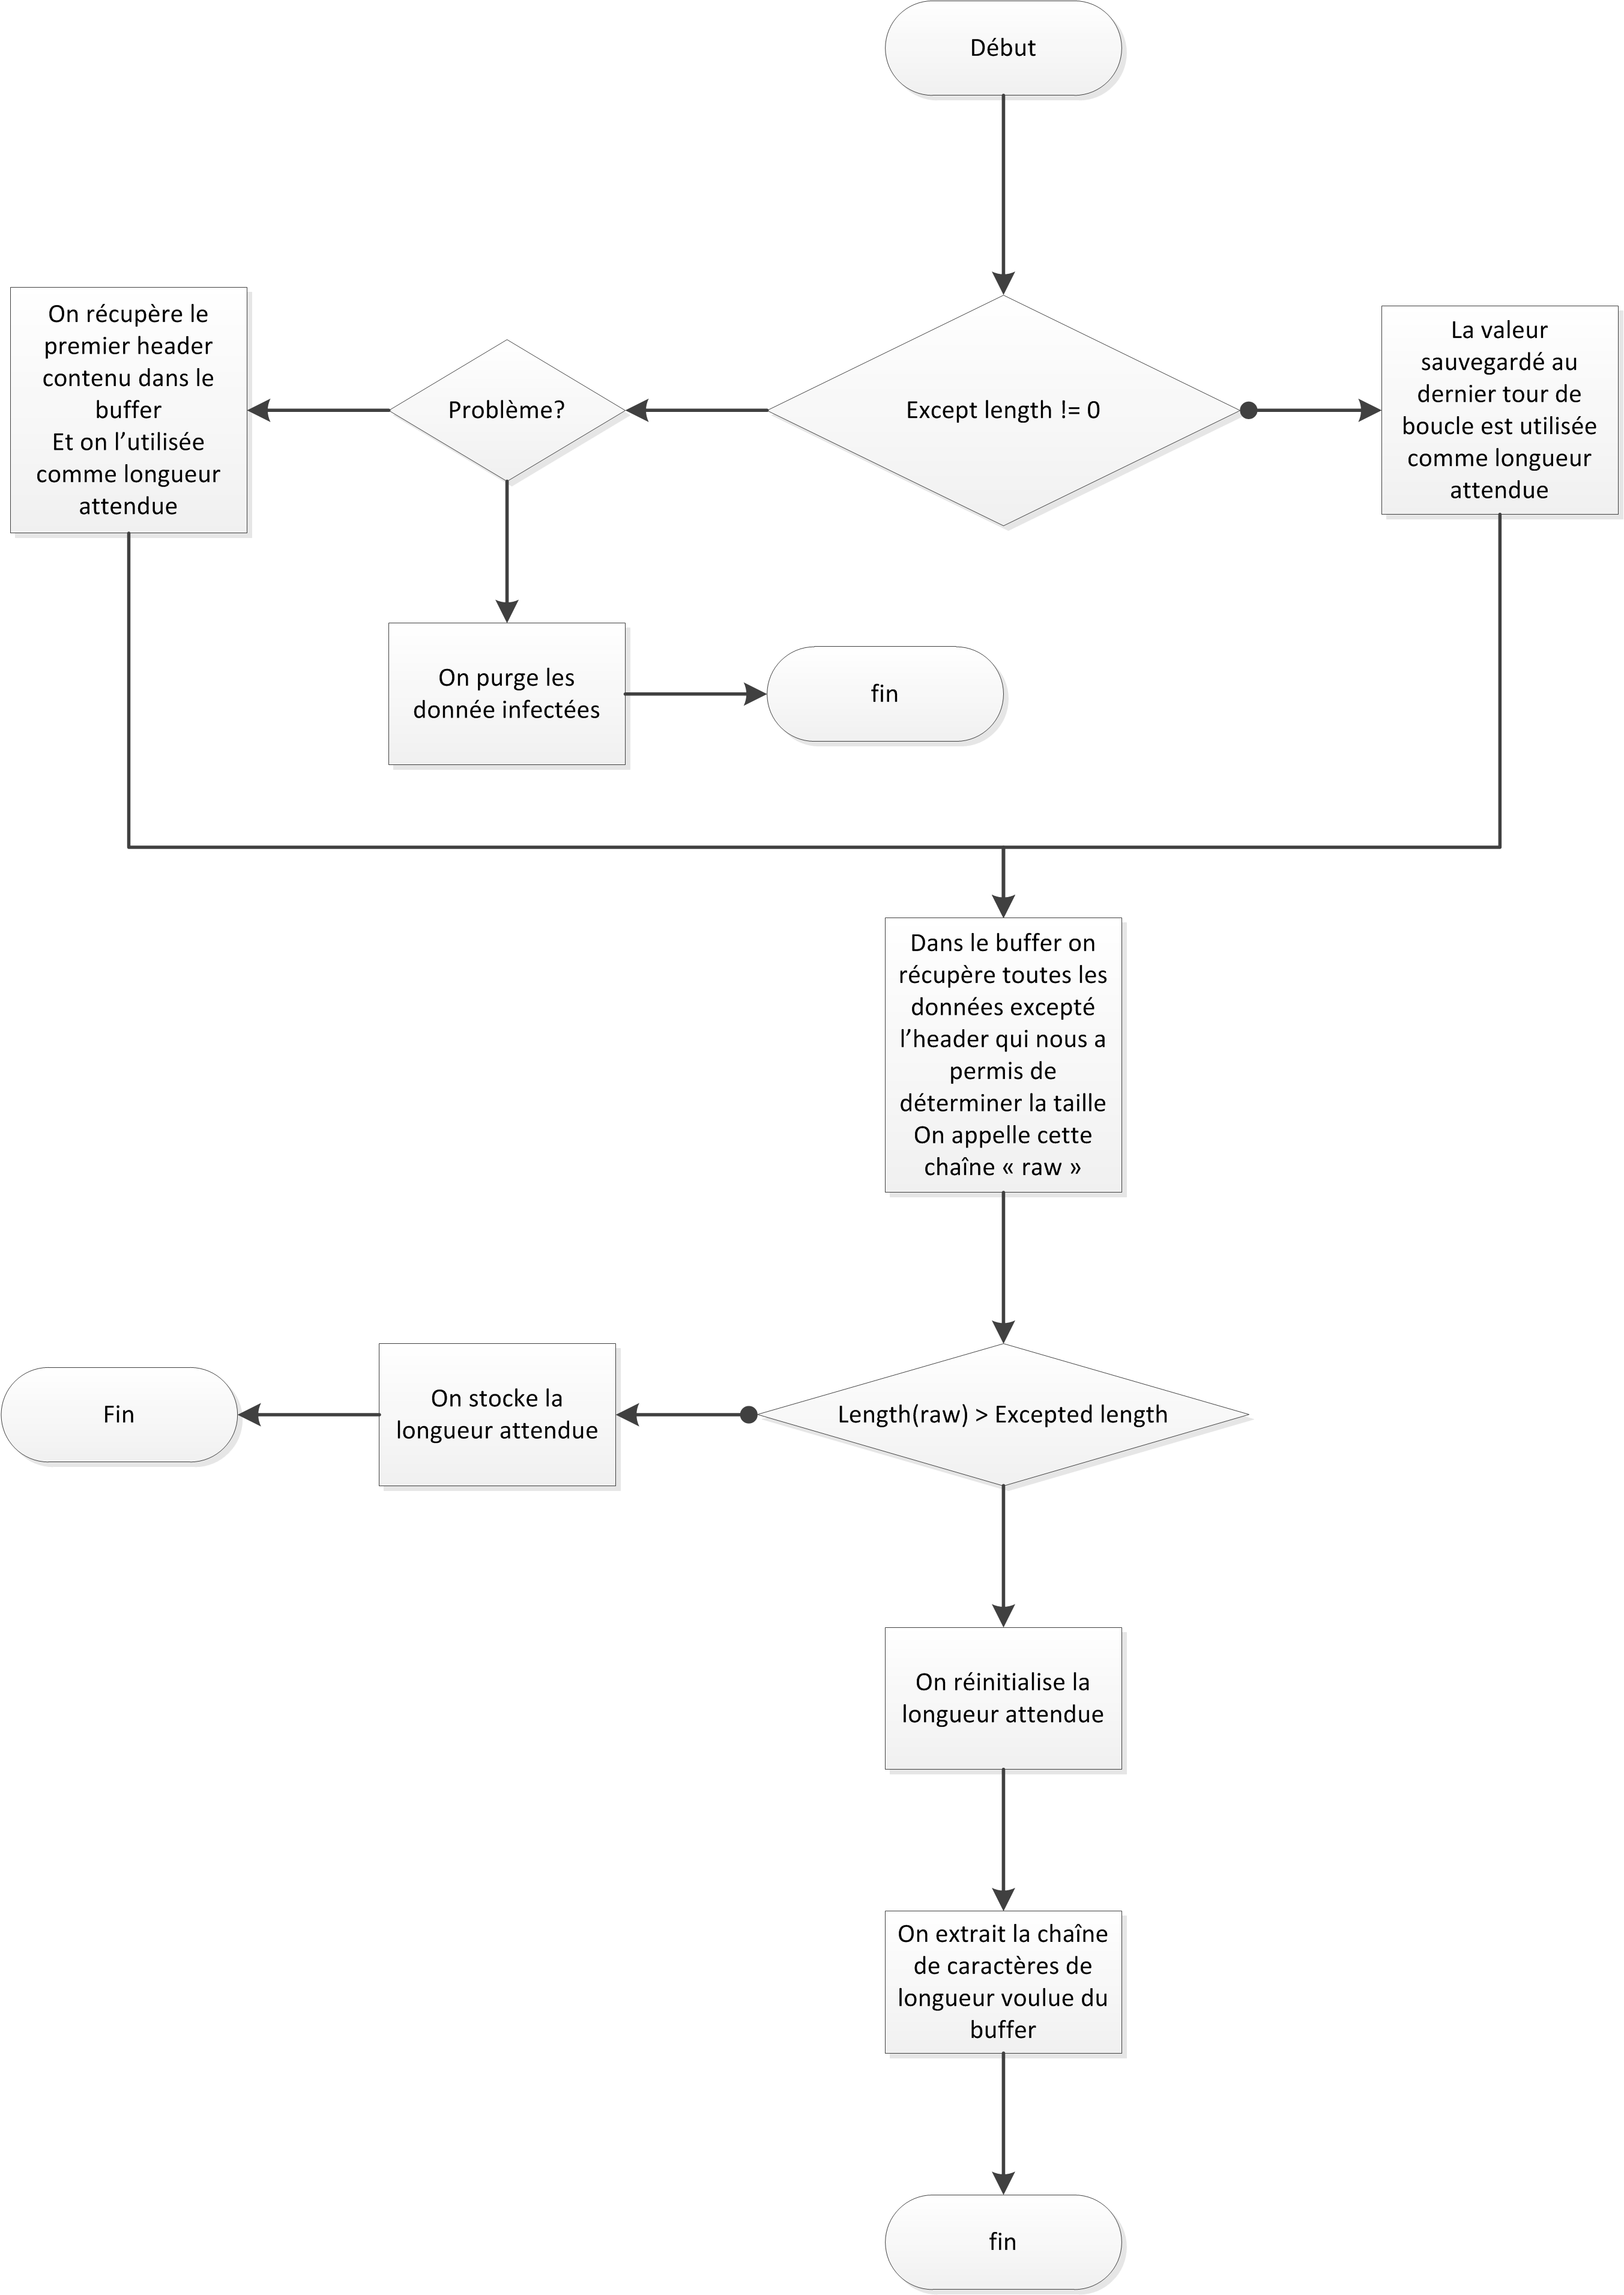 Début
On récupère le
premier header
contenu dans le
buffer
Et on l’utilisée
comme longueur
attendue
Problème?
Except length != 0
La valeur
sauvegardé au
dernier tour de
boucle est utilisée
comme longueur
attendue
On purge les
donnée infectées
fin
Dans le buffer on
récupère toutes les
données excepté
l’header qui nous a
permis de
déterminer la taille
On appelle cette
chaîne « raw »
Fin
On stocke la
longueur attendue
Length(raw) > Excepted length
On réinitialise la
longueur attendue
On extrait la chaîne
de caractères de
longueur voulue du
buffer
fin